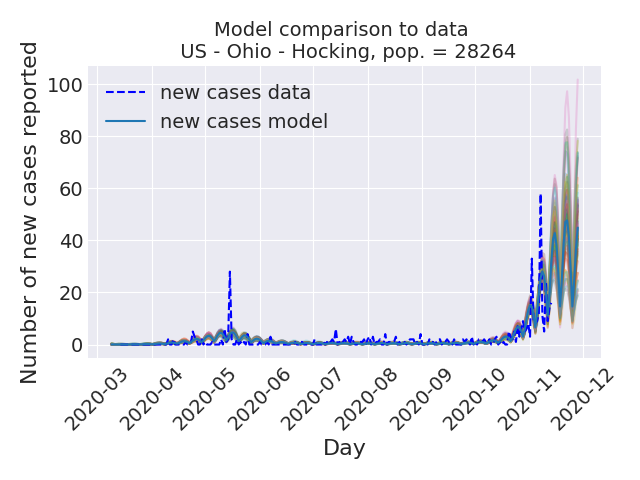 Model comparison to data
US - Ohio - Hocking, pop. = 28264
Number of new cases reported
100
80
60
40
20
0
new cases data
new cases model
2020-03
2020-04
2020-05
2020-06
2020-07
2020-08
2020-09
2020-10
2020-11
2020-12
Day